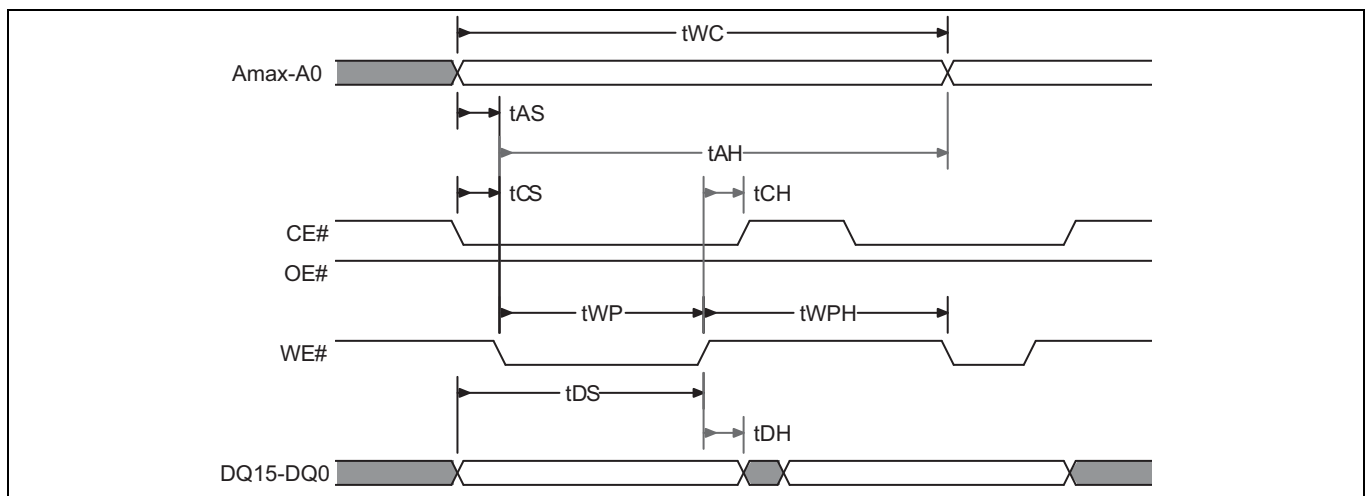 tWC
Amax-A0
tAS
tAH
tCS
tCH
CE#
OE#
tWP
tWPH
WE#
tDS
tDH
DQ15-DQ0